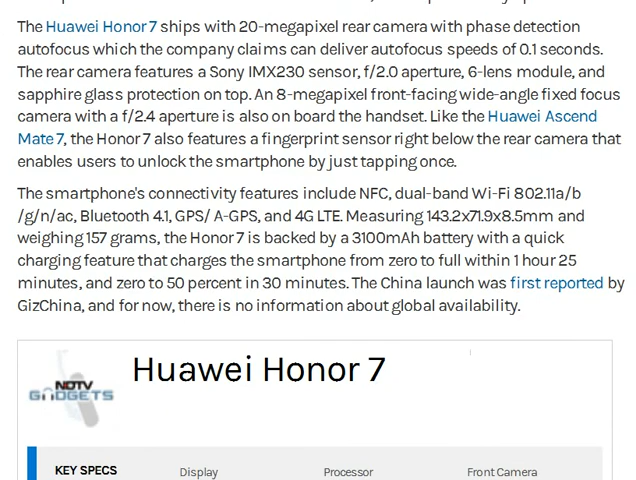 The Huawei Honor 7 ships with 20-megapixel rear camera with phase detection
autofocus which the company claims can deliver autofocus speeds of 0.1 seconds.
The rear camera features a Sony IMX230 sensor, f/2.0 aperture, 6-lens module, and
sapphire glass protection on top. An 8-megapixel front-facing wide-angle fixed focus
camera with a f/2.4 aperture is also on board the handset. Like the Huawei Ascend
Mate 7, the Honor 7 also features a fingerprint sensor right below the rear camera that
enables users to unlock the smartphone by just tapping once.
The smartphone's connectivity features include NFC, dual-band Wi-Fi 802.11a/b
/g/n/ac, Bluetooth 4.1, GPS/ A-GPS, and 4G LTE. Measuring 143.2x71.9x8.5mm and
weighing 157 grams, the Honor 7 is backed by a 3100mAh battery with a quick
charging feature that charges the smartphone from zero to full within 1 hour 25
minutes, and zero to 50 percent in 30 minutes. The China launch was first reported by
GizChina, and for now, there is no information about global availability.
Huawei Honor 7
NDTV
GADGETS
KEY SPECS Display Processor Front Camera